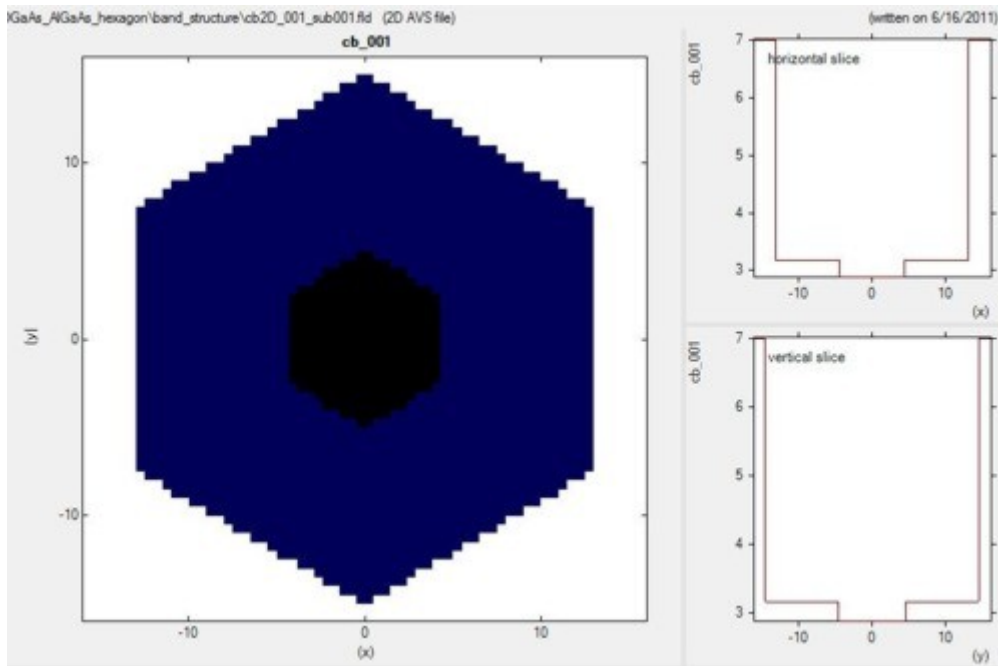 GaAs_AlGaAs_hexagon\band_structure\cb2D_001_sub001.fld (2D AVS file)
(written on 6/16/2011)
cb_001
10
0
-10
(y)
-10
0
10
(x)
cb_001
7
horizontal slice
6
5
4
3
-10
0
10
(x)
cb_001
7
vertical slice
6
5
4
3
-10
0
10
(y)